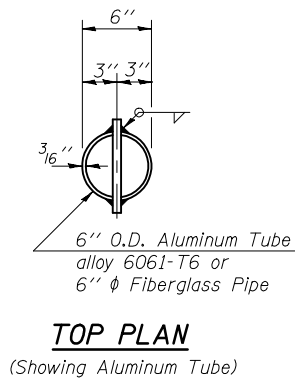 6"
3" 3"
3/16"
6" O.D. Aluminum Tube
alloy 6061-T6 or
6" ϕ Fiberglass Pipe
TOP PLAN
(Showing Aluminum Tube)